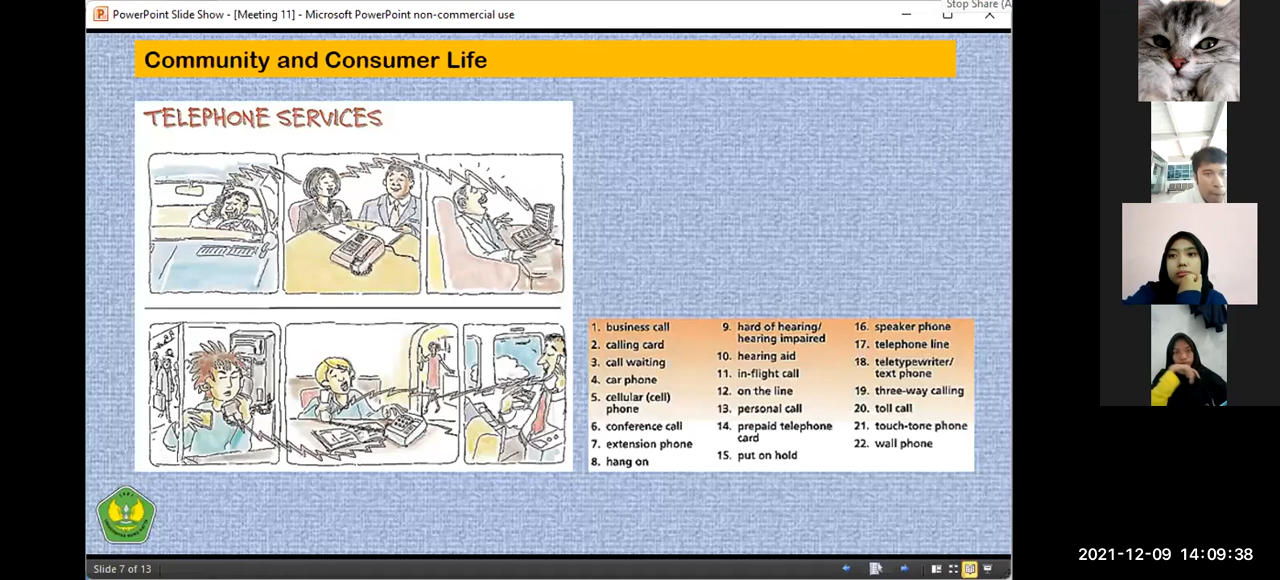 Stop Share (A
PowerPoint Slide Show - [Meeting 11] - Microsoft PowerPoint non-commercial use
Community and Consumer Life
TELEPHONE SERVICES
1. business call
2. calling card
3. call waiting
4. car phone
5. cellular (cell)
phone
6. conference call
7. extension phone
8. hang on
9. hard of hearing/
hearing impaired
10. hearing aid
11. in-flight call
12. on the line
13. personal call
14. prepaid telephone
card
15. put on hold
16. speaker phone
17. telephone line
18. teletypewriter/
text phone
19. three-way calling
20. toll call
21. touch-tone phone
22. wall phone
Slide 7 of 13
2021-12-09 14:09:38